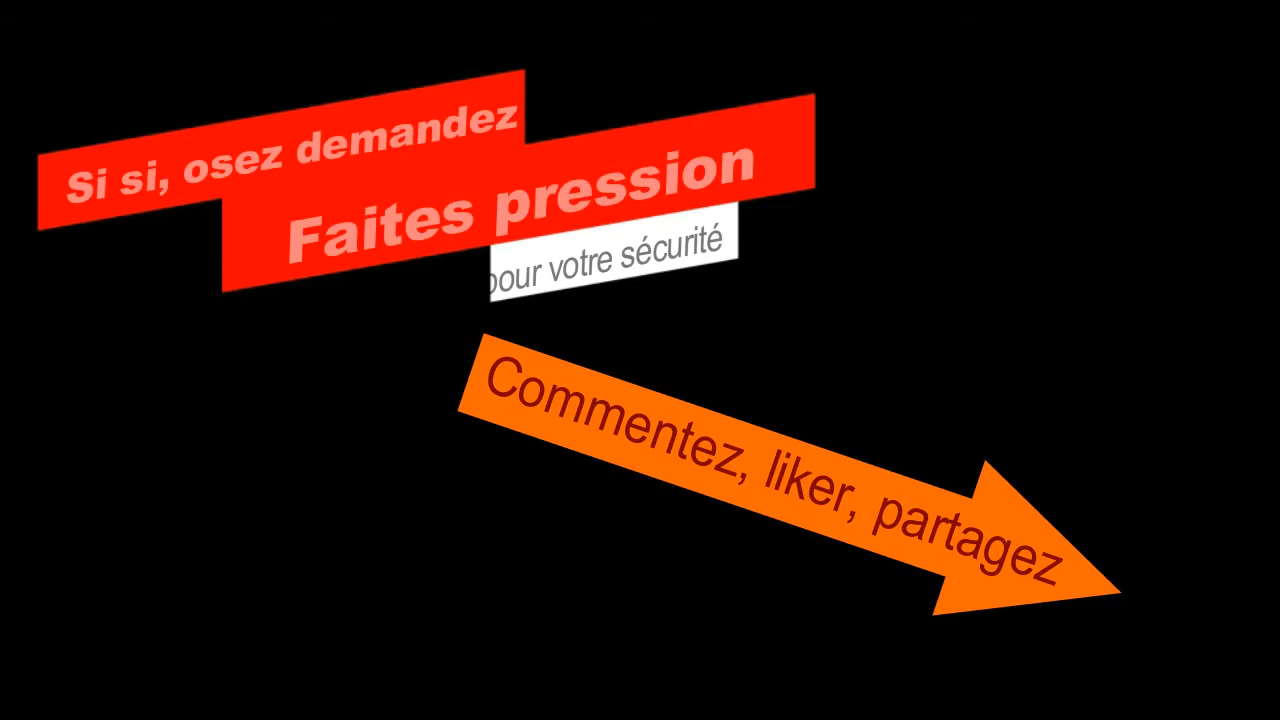 Si si, osez demandez
Faites pression
pour votre sécurité
Commentez, liker, partagez